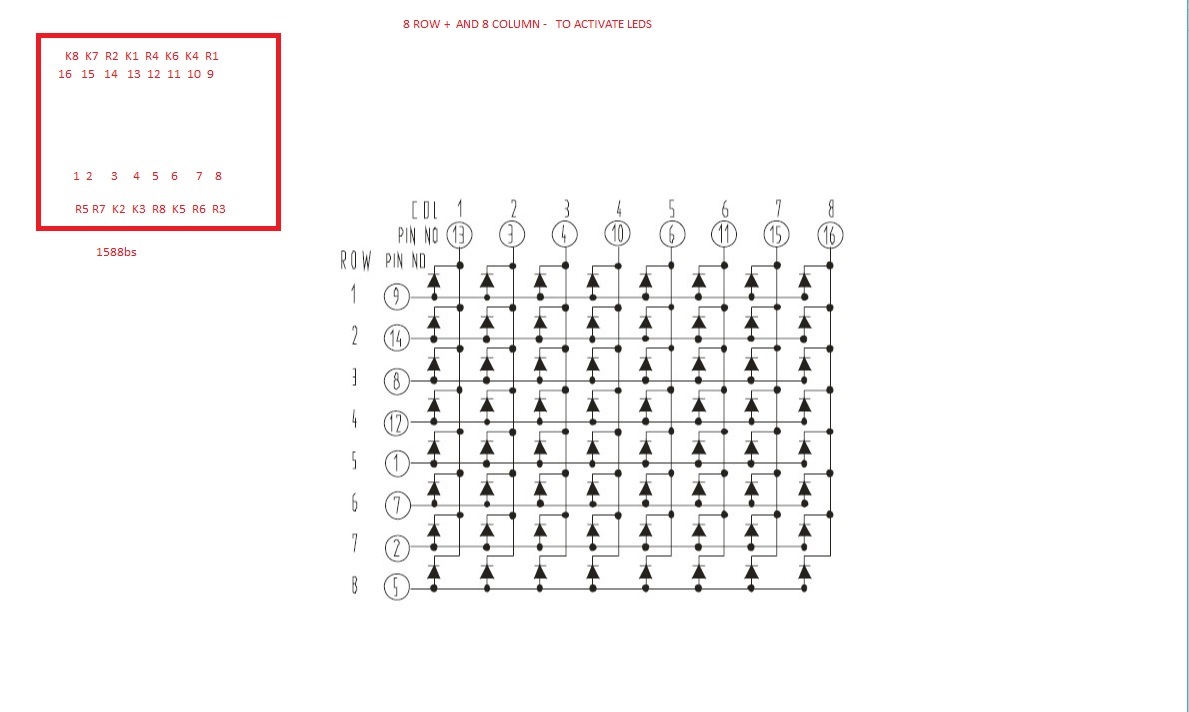 8 ROW + AND 8 COLUMN - TO ACTIVATE LEDS
K8 K7 R2 K1 R4 K6 K4 R1
16 15 14 13 12 11 10 9
1 2 3 4 5 6 7 8
R5 R7 K2 K3 R8 K5 R6 R3
1588bs
COL 1 2 3 4 5 6 7 8
PIN NO 13 3 4 10 6 11 15 16
ROW PIN NO
1 9
2 14
3 8
4 12
5 1
6 7
7 2
8 5